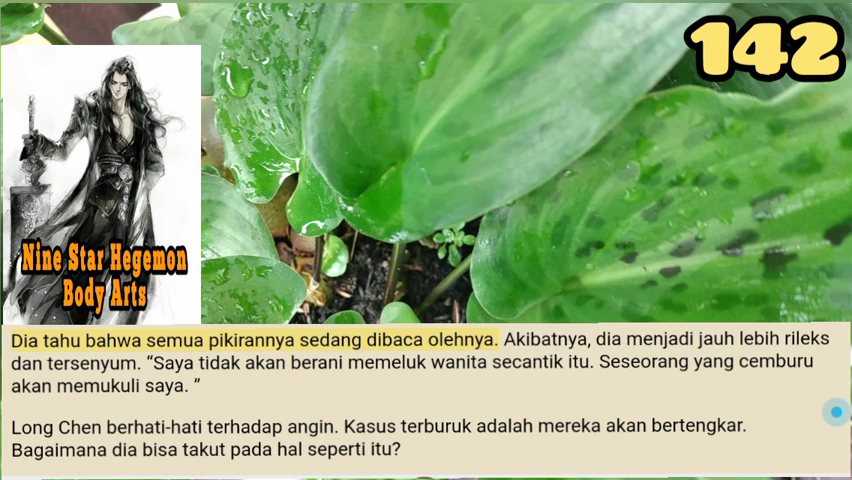 142
Nine Star Hegemon
Body Arts
Dia tahu bahwa semua pikirannya sedang dibaca olehnya. Akibatnya, dia menjadi jauh lebih rileks
dan tersenyum. “Saya tidak akan berani memeluk wanita secantik itu. Seseorang yang cemburu
akan memukuli saya. ”
Long Chen berhati-hati terhadap angin. Kasus terburuk adalah mereka akan bertengkar.
Bagaimana dia bisa takut pada hal seperti itu?